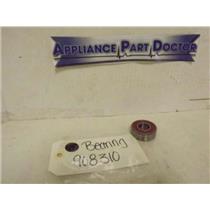 APPLIANCE PART DOCTOR
Bearing
968310